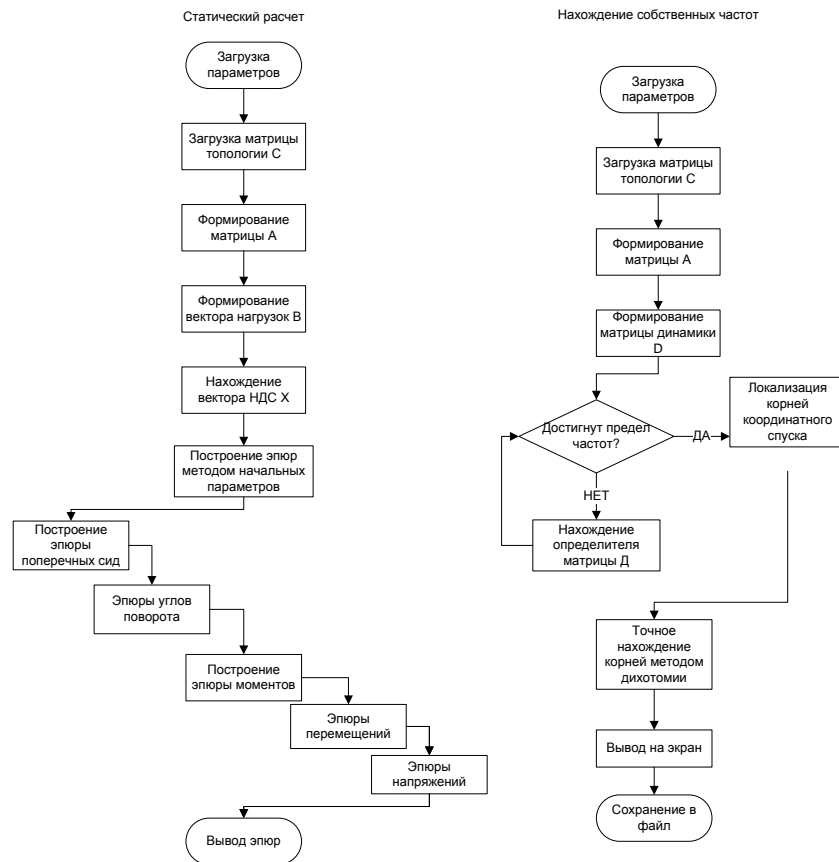 Статический расчет
Загрузка
параметров
Загрузка матрицы
топологии С
Формирование
матрицы А
Формирование
вектора нагрузок В
Нахождение
вектора НДС Х
Построение эпюр
методом начальных
параметров
Построение
эпюры
поперечных сид
Эпюры углов
поворота
Построение
эпюры моментов
Эпюры
перемещений
Эпюры
напряжений
Вывод эпюр
Нахождение собственных частот
Загрузка
параметров
Загрузка матрицы
топологии С
Формирование
матрицы А
Формирование
матрицы динамики
D
Достигнут предел
частот?
ДА
Локализация
корней
координатного
спуска
НЕТ
Нахождение
определителя
матрицы Д
Точное
нахождение
корней методом
дихотомии
Вывод на экран
Сохранение в
файл